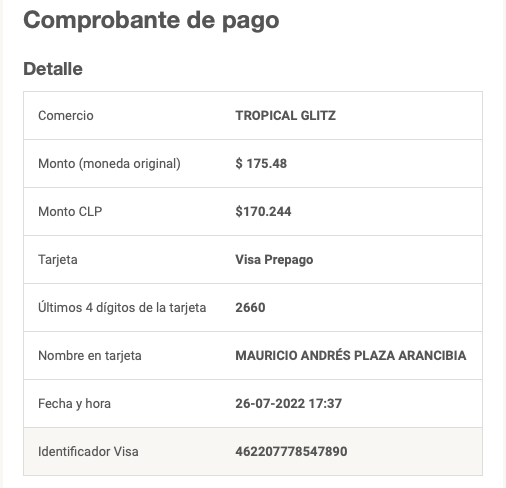 Comprobante de pago
Detalle
Comercio TROPICAL GLITZ
Monto (moneda original) $ 175.48
Monto CLP $170.244
Tarjeta Visa Prepago
Últimos 4 dígitos de la tarjeta 2660
Nombre en tarjeta MAURICIO ANDRÉS PLAZA ARANCIBIA
Fecha y hora 26-07-2022 17:37
Identificador Visa 462207778547890